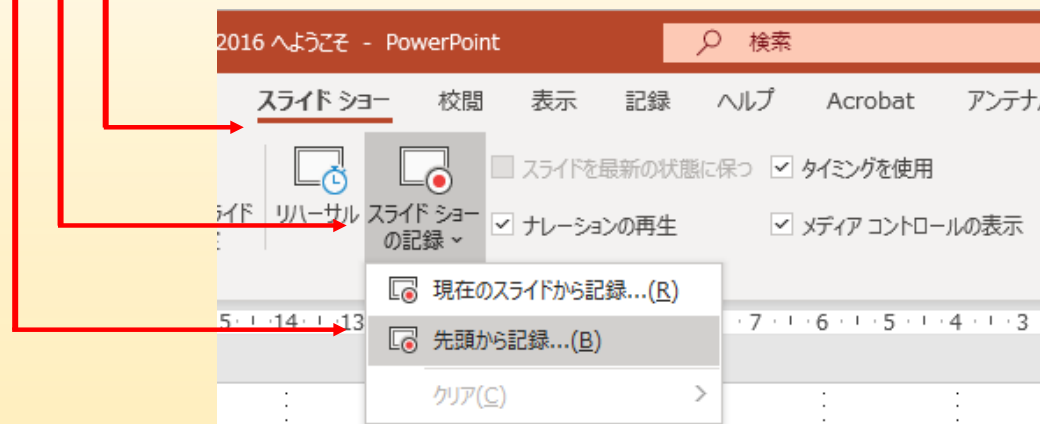 2016 へようこそ - PowerPoint 検索
スライド ショー 校閲 表示 記録 ヘルプ Acrobat アンテナ
スライドを最新の状態に保つ タイミングを使用
イド リハーサル スライド ショー
の記録 ナレーションの再生 メディア コントロールの表示
現在のスライドから記録...(R)
5 14 13 7 6 5 4 3
先頭から記録...(B)
クリア(C)